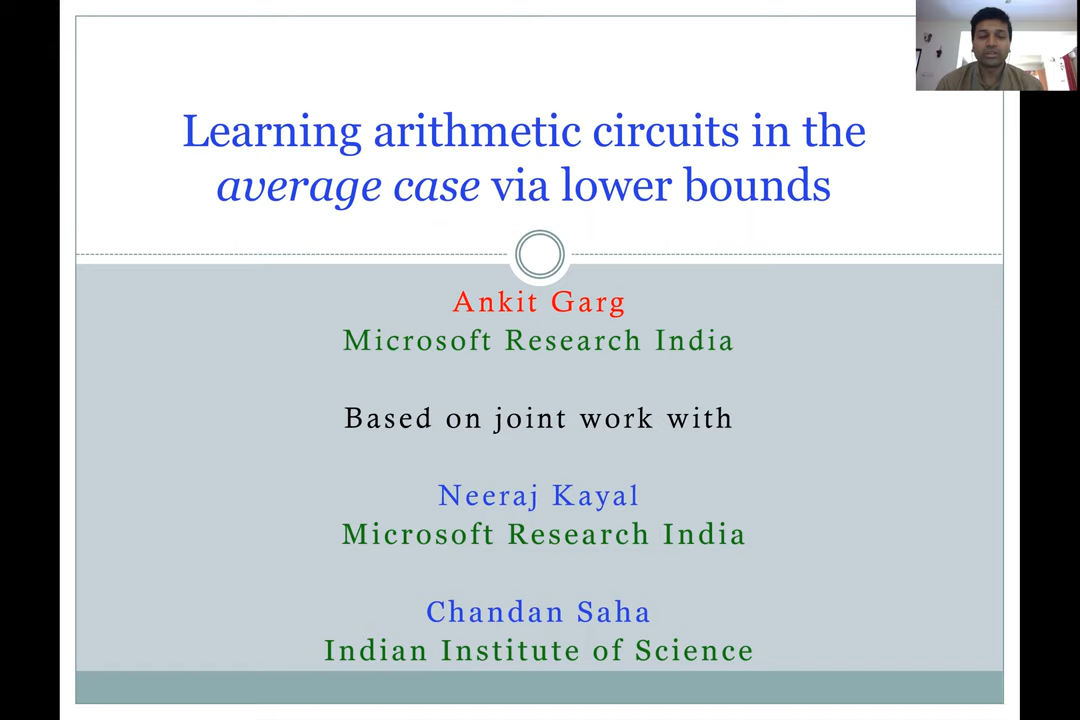 Learning arithmetic circuits in the
average case via lower bounds
Ankit Garg
Microsoft Research India
Based on joint work with
Neeraj Kayal
Microsoft Research India
Chandan Saha
Indian Institute of Science